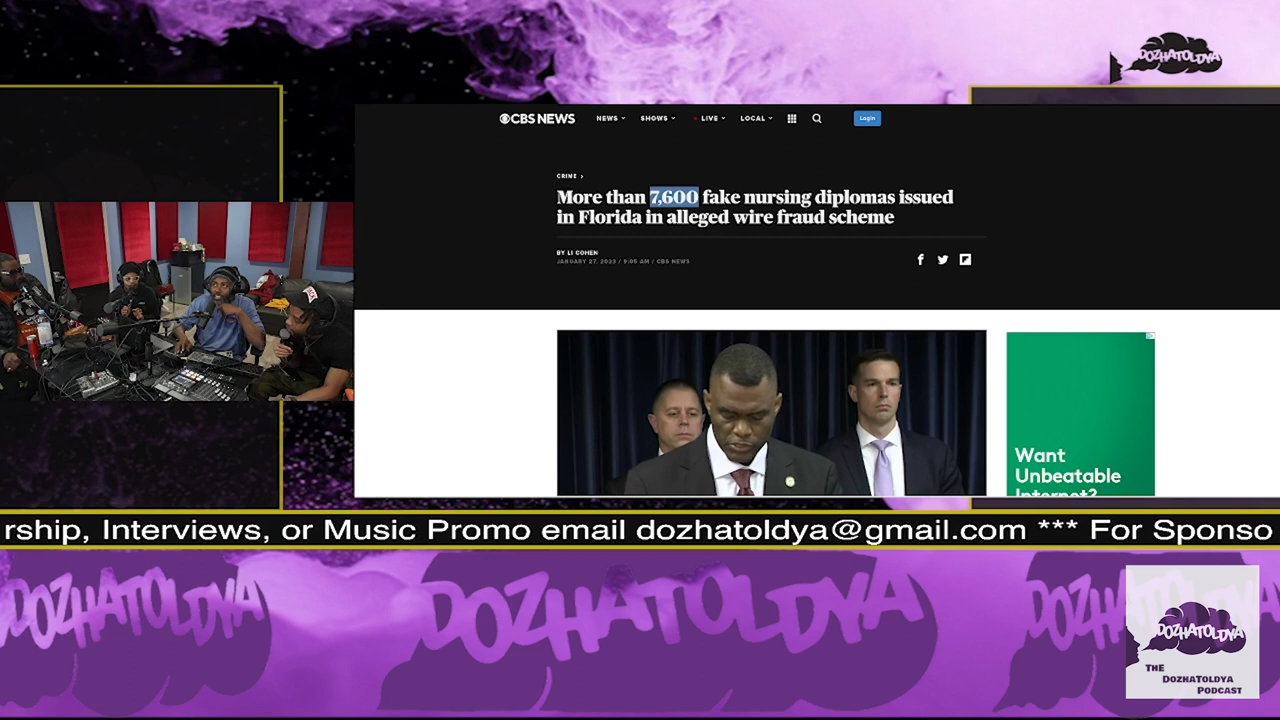 DOZHATOLDYA
CBS NEWS
NEWS
SHOWS
LIVE
LOCAL
Login
CRIME
More than 7,600 fake nursing diplomas issued
in Florida in alleged wire fraud scheme
BY LI COHEN
JANUARY 27, 2023 / 9:05 AM / CBS NEWS
Want
Unbeatable
Internet?
rship, Interviews, or Music Promo email dozhatoldya@gmail.com *** For Sponso
DOZHATOLDYA
DOZHATOLDYA
DOZHATOLDYA
THE
DOZHATOLDYA
PODCAST